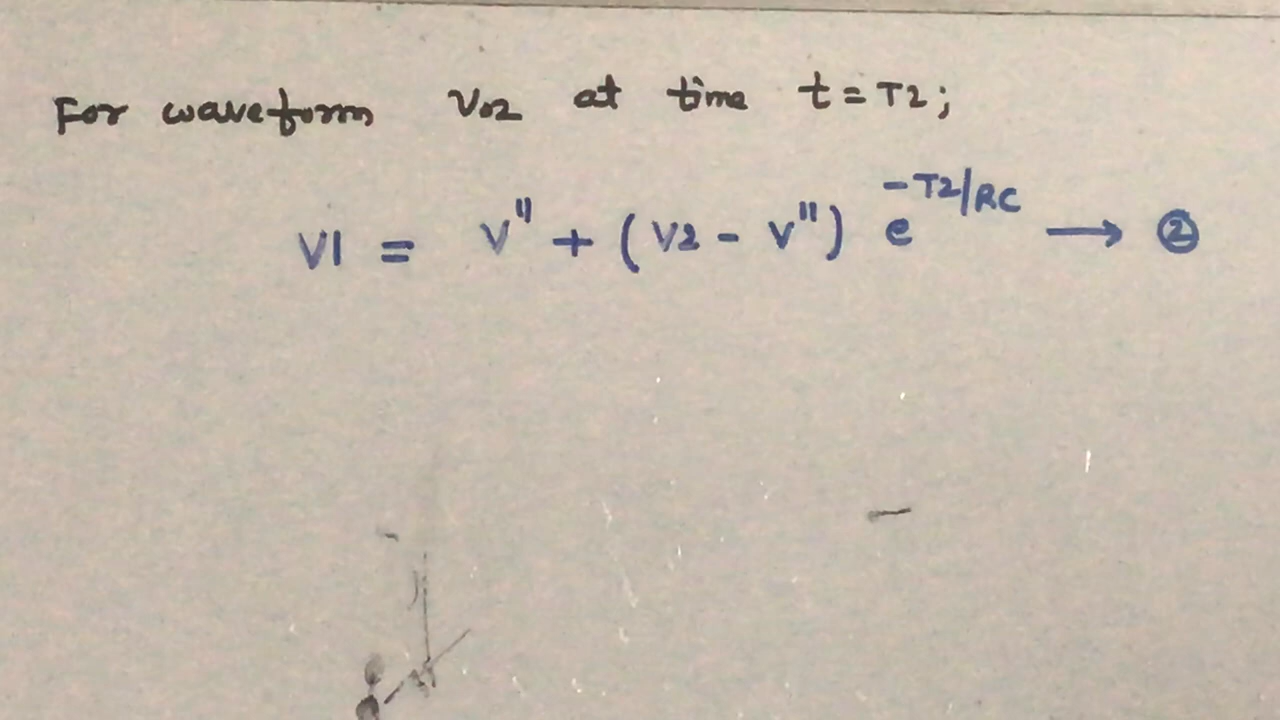 For waveform Vo2 at time t = T2;
V1 = V" + (V2 - V") e^-T2/RC → ②